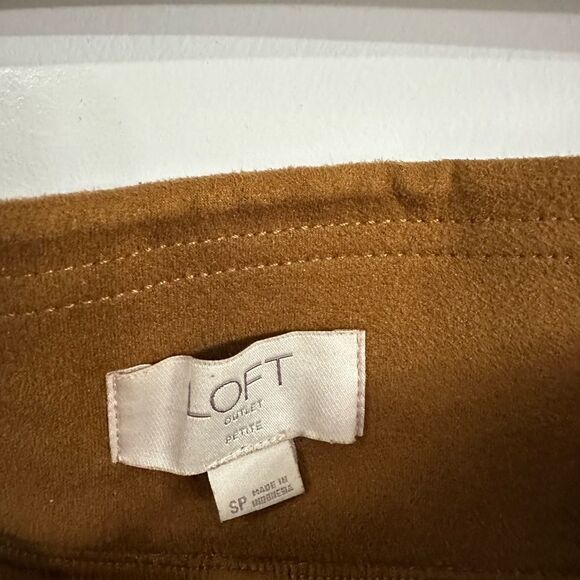 LOFT
OUTLET
PETITE
SP MADE IN
INDONESIA